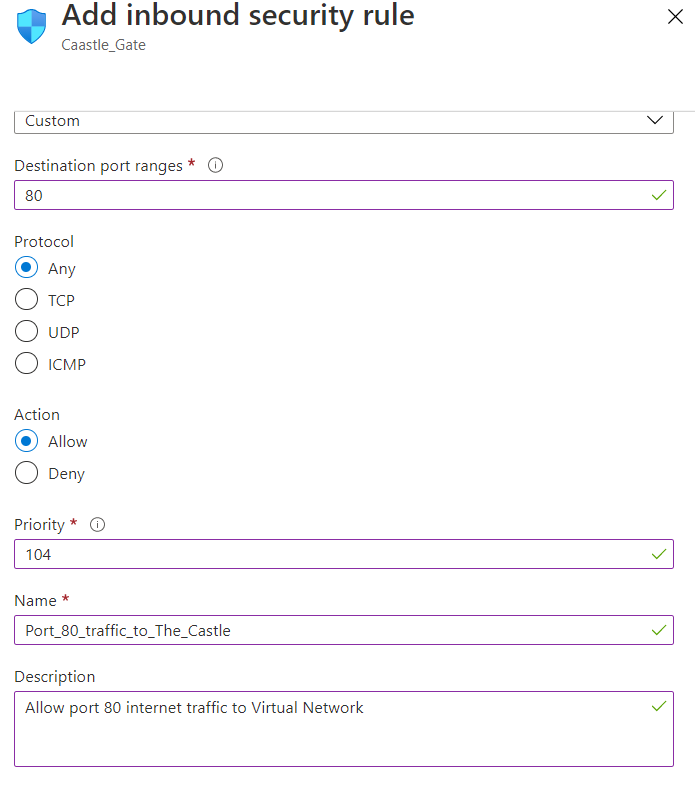 Add inbound security rule
Caastle_Gate
Custom
Destination port ranges *
80
Protocol
Any
TCP
UDP
ICMP
Action
Allow
Deny
Priority *
104
Name *
Port_80_traffic_to_The_Castle
Description
Allow port 80 internet traffic to Virtual Network